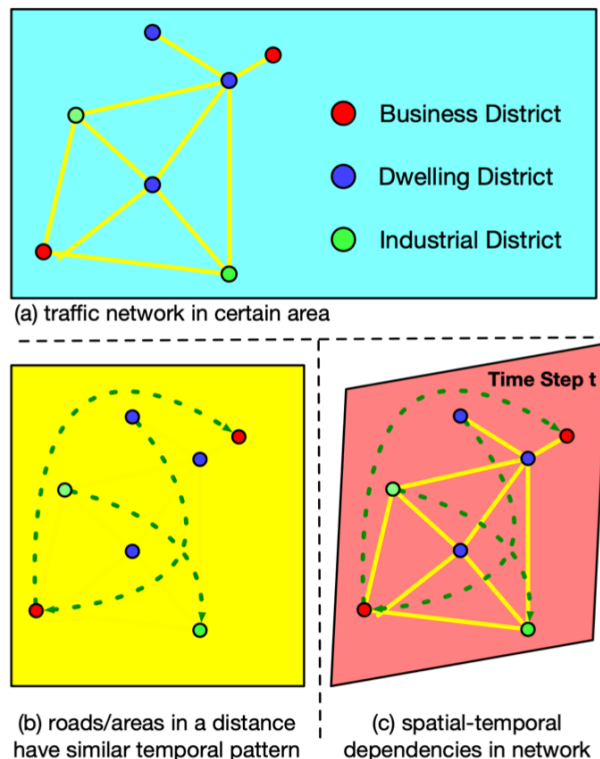 Business District
Dwelling District
Industrial District
(a) traffic network in certain area
Time Step t
(b) roads/areas in a distance
have similar temporal pattern
(c) spatial-temporal
dependencies in network